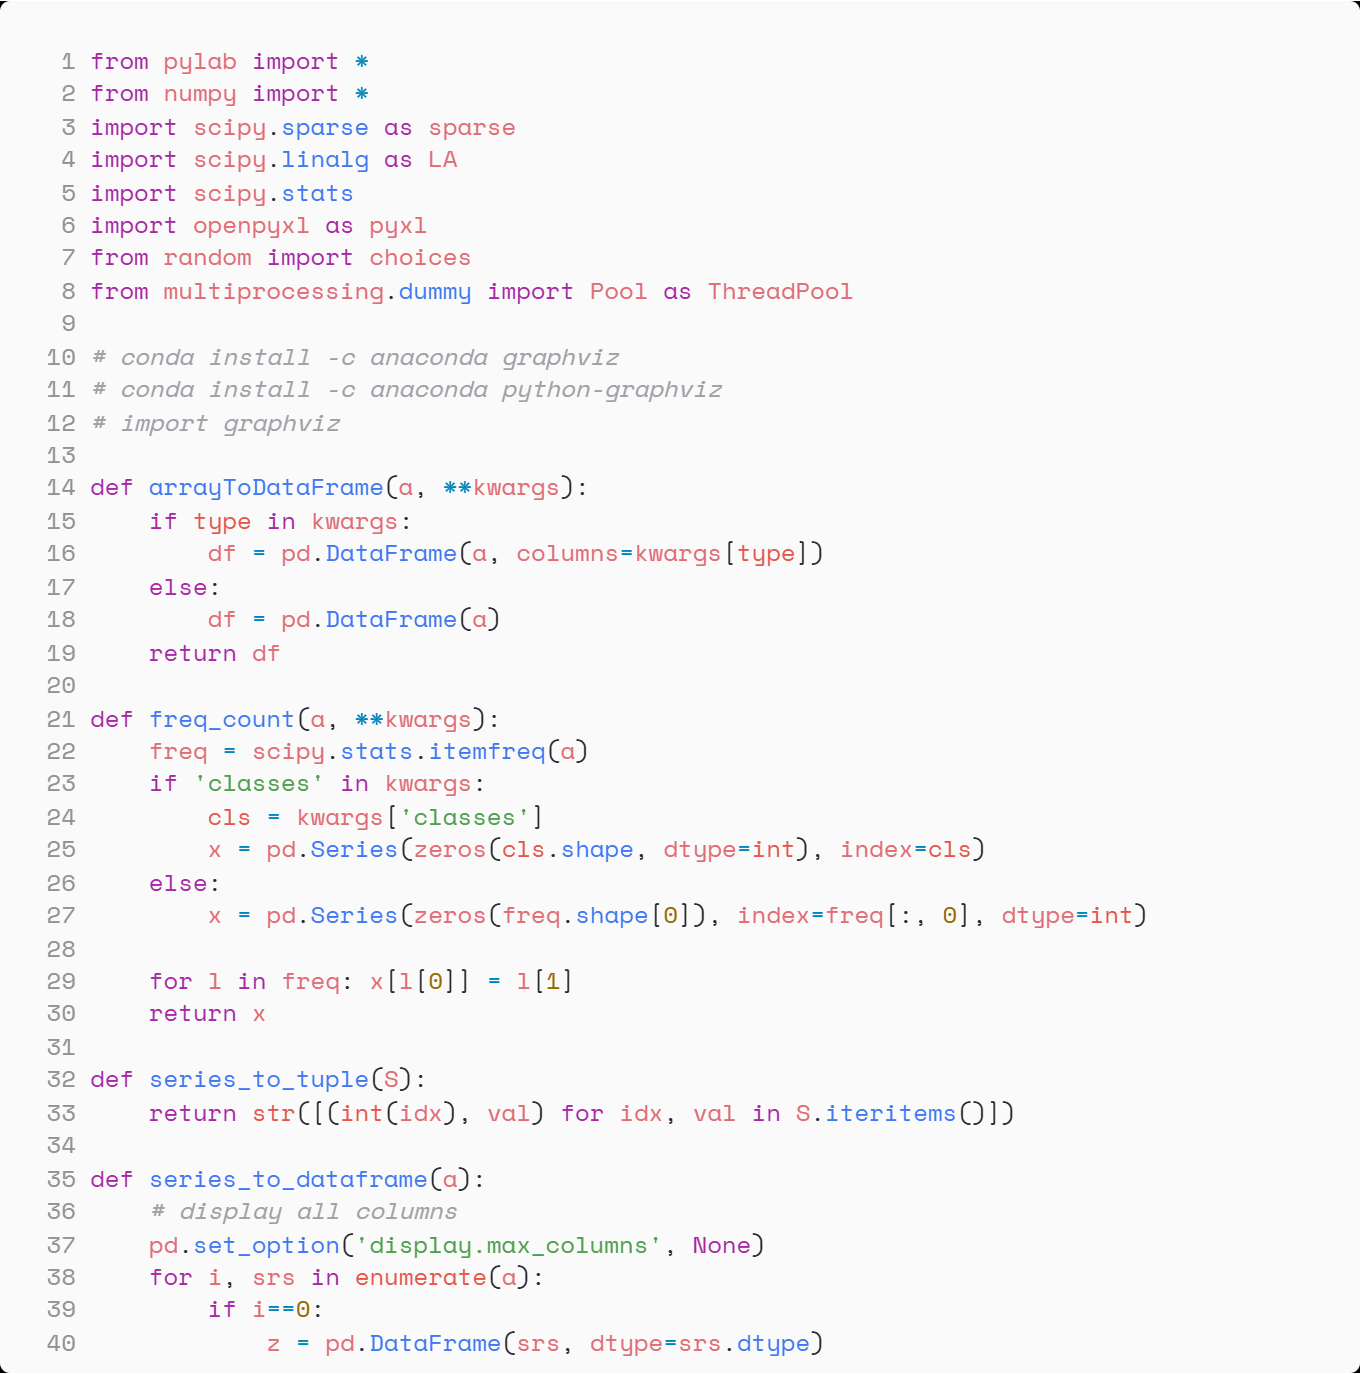 1 from pylab import *
2 from numpy import *
3 import scipy.sparse as sparse
4 import scipy.linalg as LA
5 import scipy.stats
6 import openpyxl as pyxl
7 from random import choices
8 from multiprocessing.dummy import Pool as ThreadPool
9
10 # conda install -c anaconda graphviz
11 # conda install -c anaconda python-graphviz
12 # import graphviz
13
14 def arrayToDataFrame(a, **kwargs):
15     if type in kwargs:
16         df = pd.DataFrame(a, columns=kwargs[type])
17     else:
18         df = pd.DataFrame(a)
19     return df
20
21 def freq_count(a, **kwargs):
22     freq = scipy.stats.itemfreq(a)
23     if 'classes' in kwargs:
24         cls = kwargs['classes']
25         x = pd.Series(zeros(cls.shape, dtype=int), index=cls)
26     else:
27         x = pd.Series(zeros(freq.shape[0]), index=freq[:, 0], dtype=int)
28
29     for l in freq: x[l[0]] = l[1]
30     return x
31
32 def series_to_tuple(S):
33     return str([(int(idx), val) for idx, val in S.iteritems()])
34
35 def series_to_dataframe(a):
36     # display all columns
37     pd.set_option('display.max_columns', None)
38     for i, srs in enumerate(a):
39         if i==0:
40             z = pd.DataFrame(srs, dtype=srs.dtype)